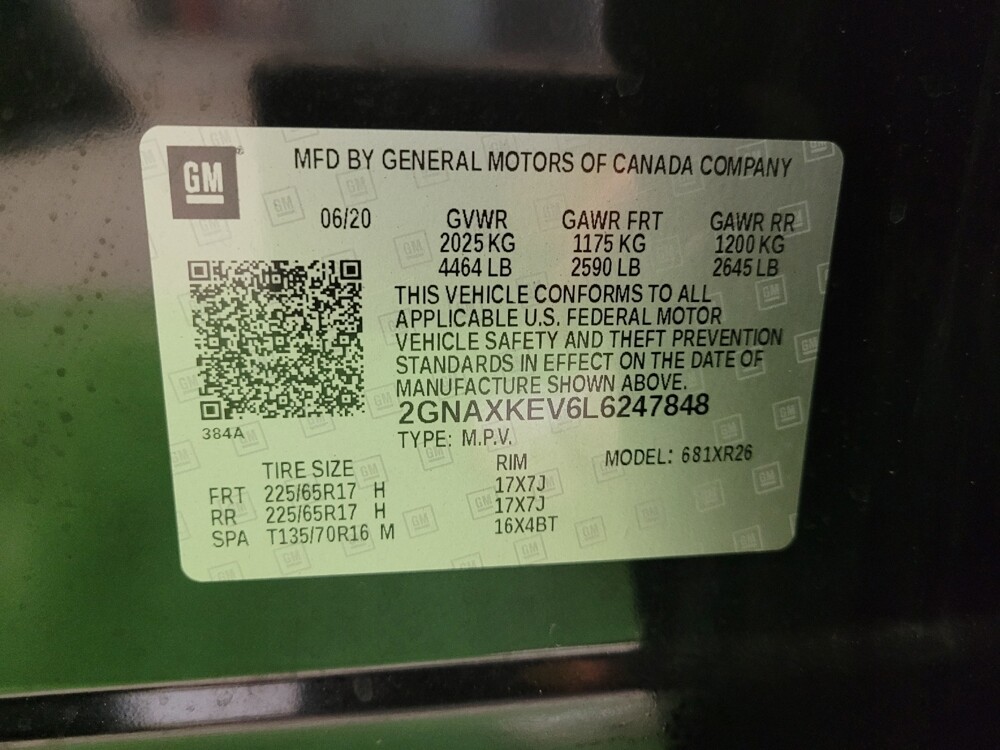 GM
MFD BY GENERAL MOTORS OF CANADA COMPANY
06/20 GVWR GAWR FRT GAWR RR
2025 KG 1175 KG 1200 KG
4464 LB 2590 LB 2645 LB
THIS VEHICLE CONFORMS TO ALL
APPLICABLE U.S. FEDERAL MOTOR
VEHICLE SAFETY AND THEFT PREVENTION
STANDARDS IN EFFECT ON THE DATE OF
MANUFACTURE SHOWN ABOVE.
2GNAXKEV6L6247848
384A
TYPE: M.P.V.
TIRE SIZE RIM MODEL: 681XR26
FRT 225/65R17 H 17X7J
RR 225/65R17 H 17X7J
SPA T135/70R16 M 16X4BT